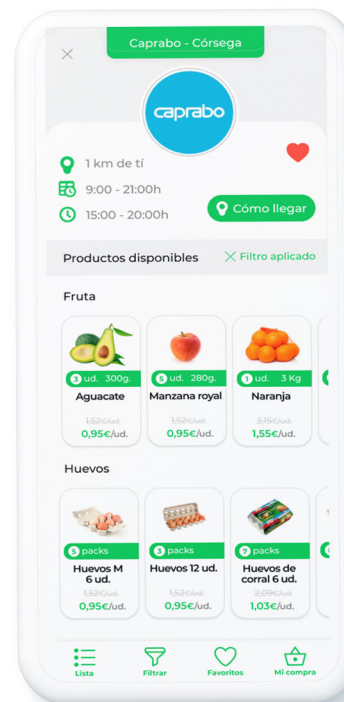 Caprabo - Córsega
caprabo
1 km de tí
9:00 - 21:00h
15:00 - 20:00h
Cómo llegar
Productos disponibles
Filtro aplicado
Fruta
3 ud. 300g.
Aguacate
1,52€/ud.
0,95€/ud.
5 ud. 280g.
Manzana royal
1,52€/ud.
0,95€/ud.
1 ud. 3 Kg
Naranja
3,15€/ud.
1,55€/ud.
Huevos
5 packs
Huevos M
6 ud.
1,52€/ud.
0,95€/ud.
3 packs
Huevos 12 ud.
1,52€/ud.
0,95€/ud.
7 packs
Huevos de
corral 6 ud.
2,09€/ud.
1,03€/ud.
Lista
Filtrar
Favoritos
Mi compra